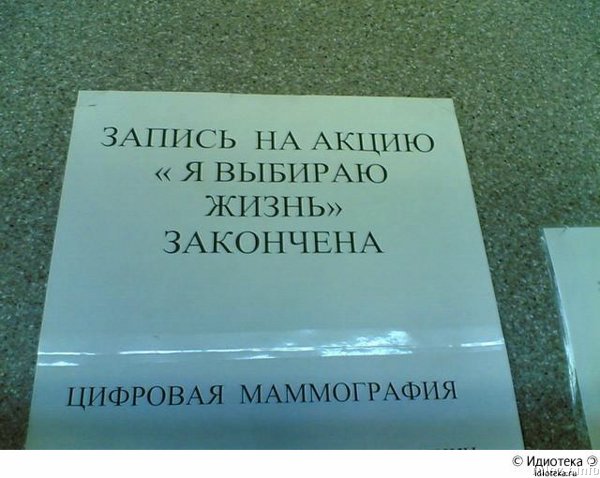 ЗАПИСЬ НА АКЦИЮ
« Я ВЫБИРАЮ
ЖИЗНЬ»
ЗАКОНЧЕНА
ЦИФРОВАЯ МАММОГРАФИЯ
© Идиотека
idioteka.ru